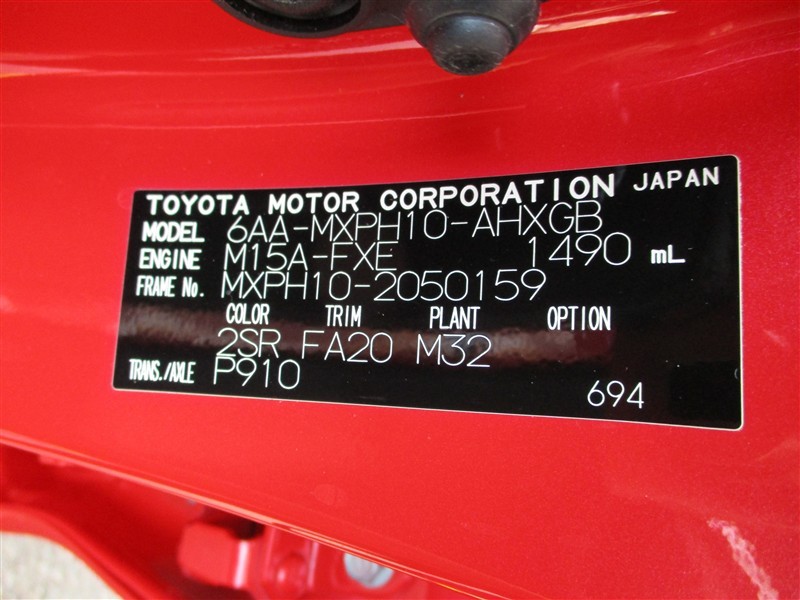 TOYOTA MOTOR CORPORATION JAPAN
MODEL 6AA-MXPH10-AHXGB
ENGINE M15A-FXE 1490 mL
FRAME No. MXPH10-2050159
COLOR TRIM PLANT OPTION
2SR FA20 M32
TRANS./AXLE P910
694